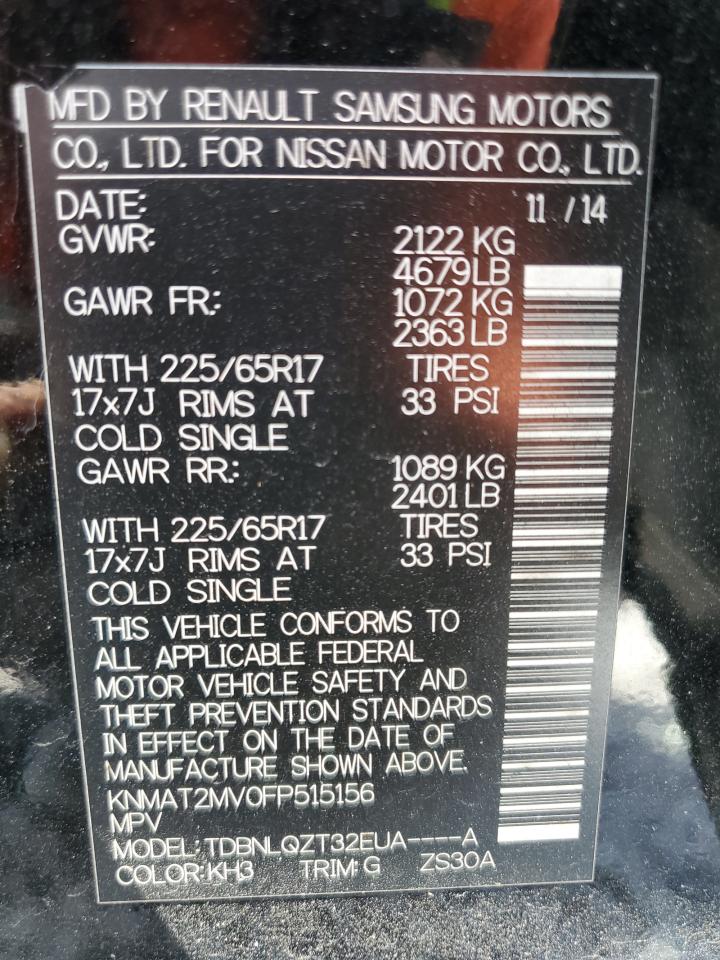 MFD BY RENAULT SAMSUNG MOTORS
CO., LTD. FOR NISSAN MOTOR CO., LTD.
DATE: 11 / 14
GVWR: 2122 KG
4679 LB
GAWR FR.: 1072 KG
2363 LB
WITH 225/65R17 TIRES
17x7J RIMS AT 33 PSI
COLD SINGLE
GAWR RR.: 1089 KG
2401 LB
WITH 225/65R17 TIRES
17x7J RIMS AT 33 PSI
COLD SINGLE
THIS VEHICLE CONFORMS TO
ALL APPLICABLE FEDERAL
MOTOR VEHICLE SAFETY AND
THEFT PREVENTION STANDARDS
IN EFFECT ON THE DATE OF
MANUFACTURE SHOWN ABOVE.
KNMAT2MV0FP515156
MPV
MODEL: TDBNLQZT32EUA----A
COLOR: KH3 TRIM: G ZS30A